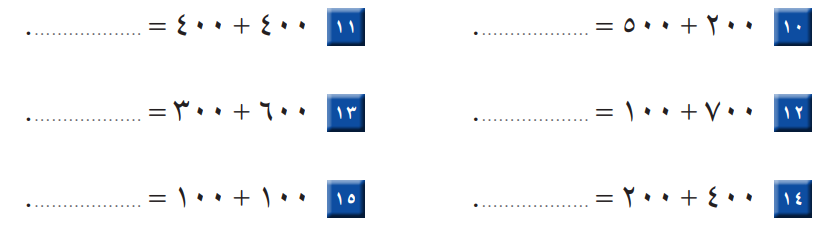 ١٠ ٢٠٠ + ٥٠٠ = ................... .
١١ ٤٠٠ + ٤٠٠ = ................... .
١٢ ٧٠٠ + ١٠٠ = ................... .
١٣ ٦٠٠ + ٣٠٠ = ................... .
١٤ ٤٠٠ + ٢٠٠ = ................... .
١٥ ١٠٠ + ١٠٠ = ................... .